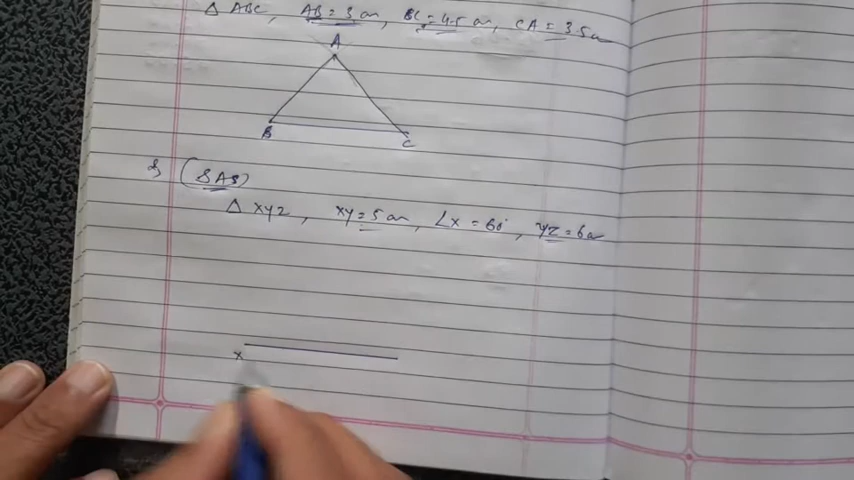 Δ ABC, AB = 3 cm, BC = 4.5 cm, CA = 3.5 cm
A
B
C
2) (SAS)
Δ XYZ, XY = 5 cm, ∠X = 60°, YZ = 6 cm
X